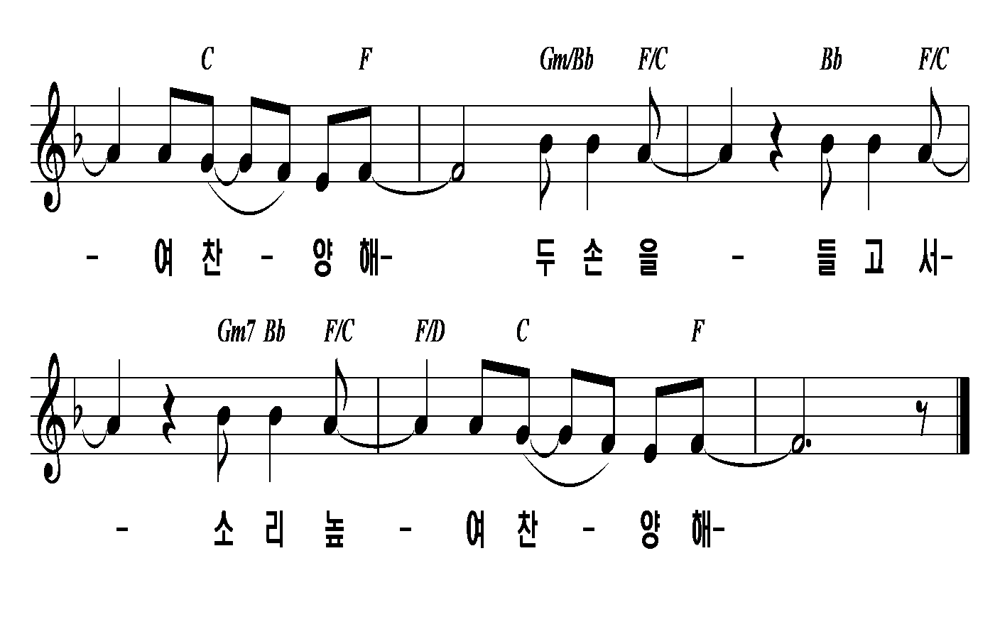 C F Gm/Bb F/C Bb F/C
- 여 찬 - 양 해- 두 손 을 - 들 고 서-
Gm7 Bb F/C F/D C F
- 소 리 높 - 여 찬 - 양 해-